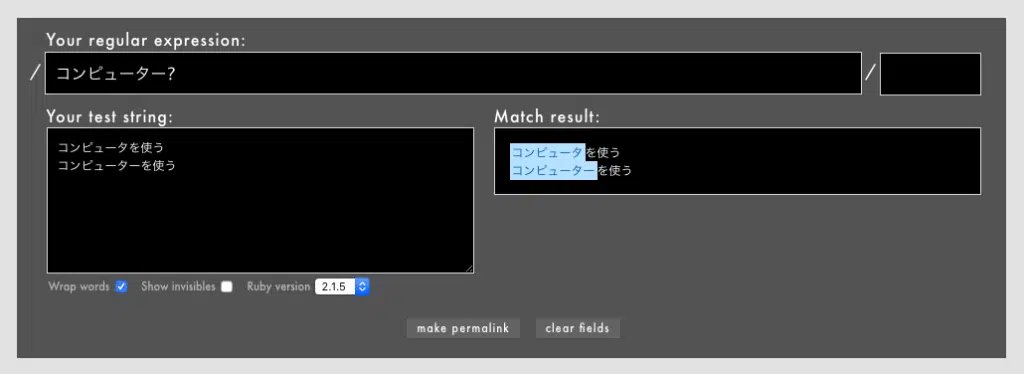 Your regular expression:
/ コンピューター? /
Your test string:
コンピュータを使う
コンピューターを使う
Match result:
コンピュータを使う
コンピューターを使う
Wrap words Show invisibles Ruby version 2.1.5
make permalink clear fields